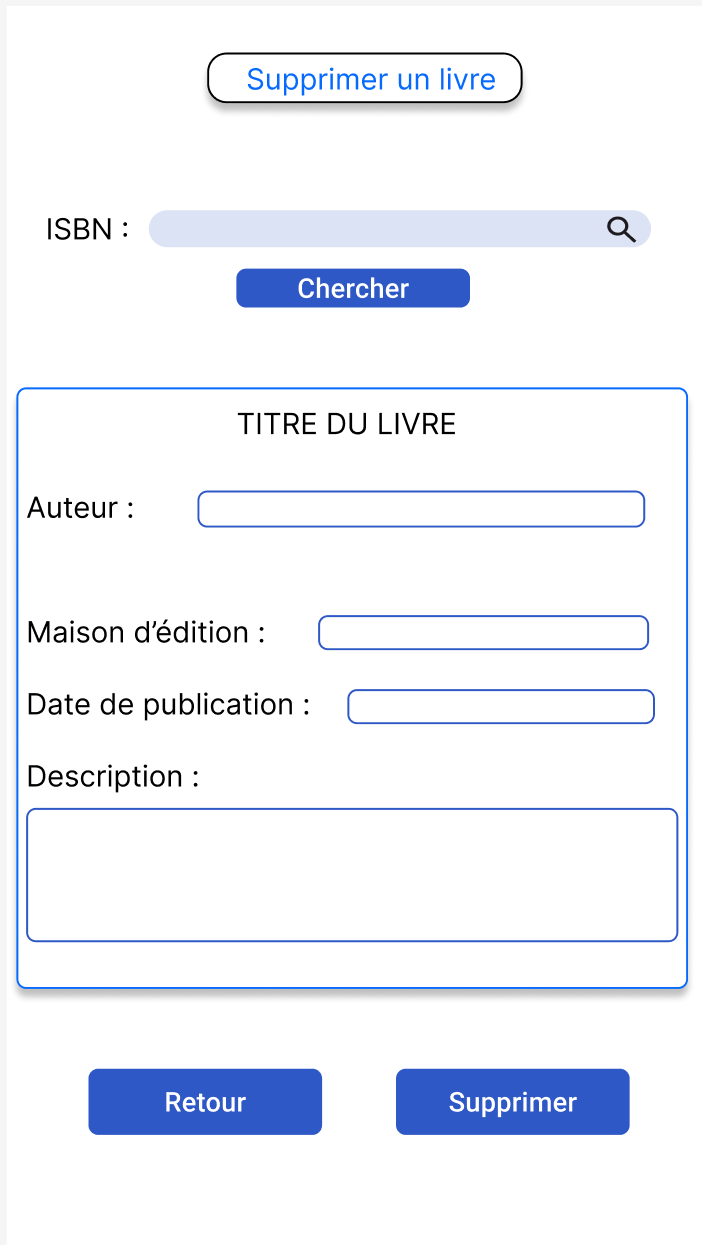 Supprimer un livre
ISBN :
Chercher
TITRE DU LIVRE
Auteur :
Maison d’édition :
Date de publication :
Description :
Retour Supprimer